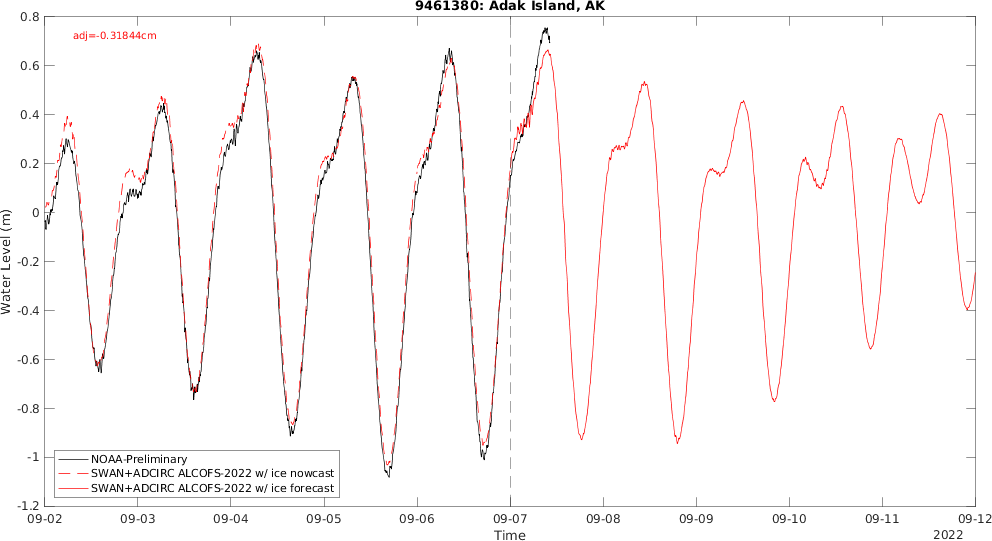 9461380: Adak Island, AK
adj=-0.31844cm
Water Level (m)
0.8
0.6
0.4
0.2
0
-0.2
-0.4
-0.6
-0.8
-1
-1.2
NOAA-Preliminary
SWAN+ADCIRC ALCOFS-2022 w/ ice nowcast
SWAN+ADCIRC ALCOFS-2022 w/ ice forecast
09-02 09-03 09-04 09-05 09-06 09-07 09-08 09-09 09-10 09-11 09-12
Time
2022